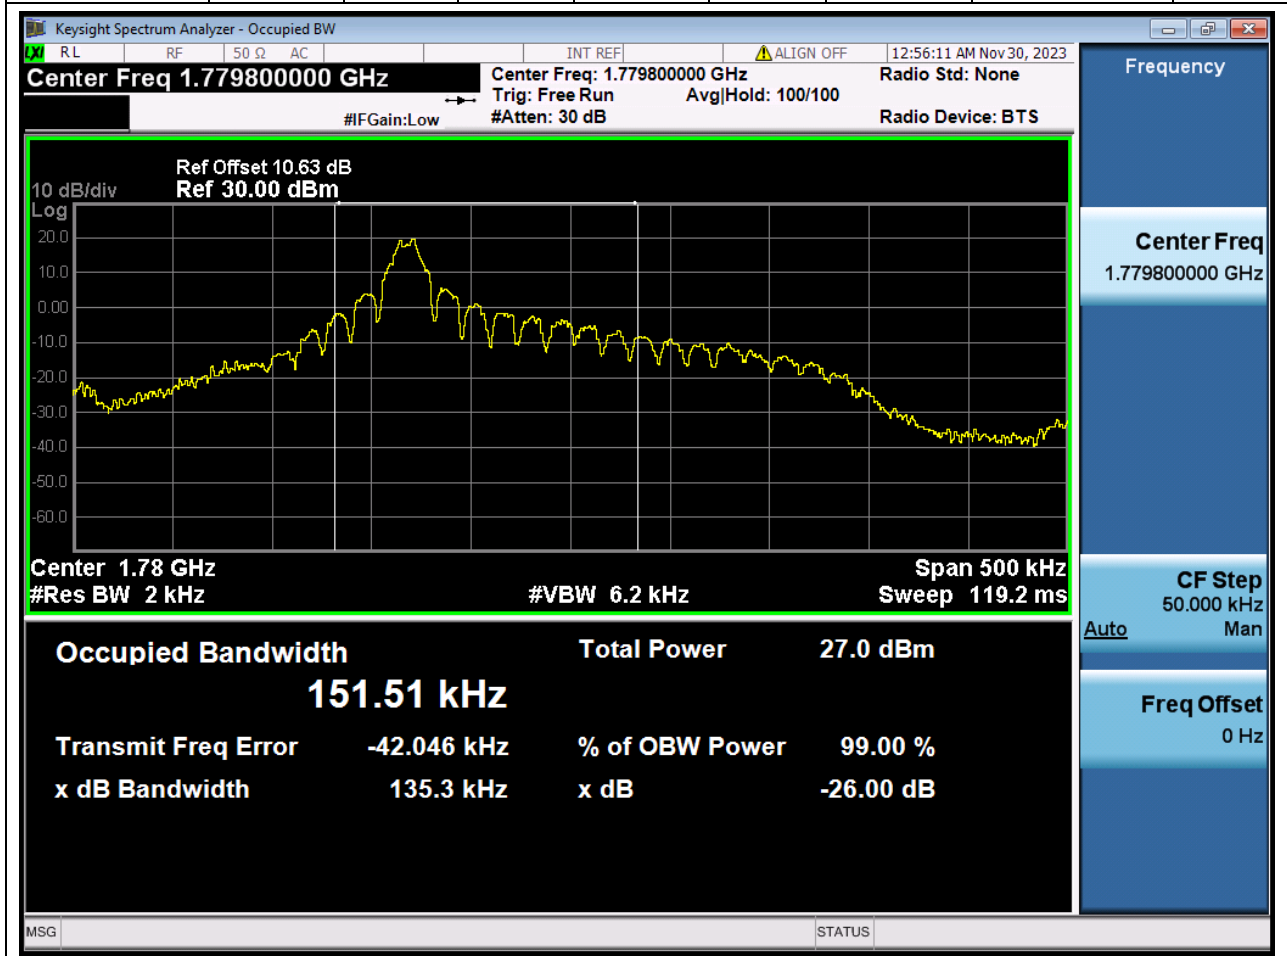 Keysight Spectrum Analyzer - Occupied BW
LXI RL RF 50 Ω AC INT REF ALIGN OFF 12:56:11 AM Nov 30, 2023
Center Freq 1.779800000 GHz
Center Freq: 1.779800000 GHz Radio Std: None
Trig: Free Run Avg|Hold: 100/100
#IFGain:Low #Atten: 30 dB Radio Device: BTS
Ref Offset 10.63 dB
10 dB/div Ref 30.00 dBm
Log
20.0
10.0
0.00
-10.0
-20.0
-30.0
-40.0
-50.0
-60.0
Center 1.78 GHz Span 500 kHz
#Res BW 2 kHz #VBW 6.2 kHz Sweep 119.2 ms
Occupied Bandwidth Total Power 27.0 dBm
151.51 kHz
Transmit Freq Error -42.046 kHz % of OBW Power 99.00 %
x dB Bandwidth 135.3 kHz x dB -26.00 dB
Frequency
Center Freq
1.779800000 GHz
CF Step
50.000 kHz
Auto Man
Freq Offset
0 Hz
MSG STATUS